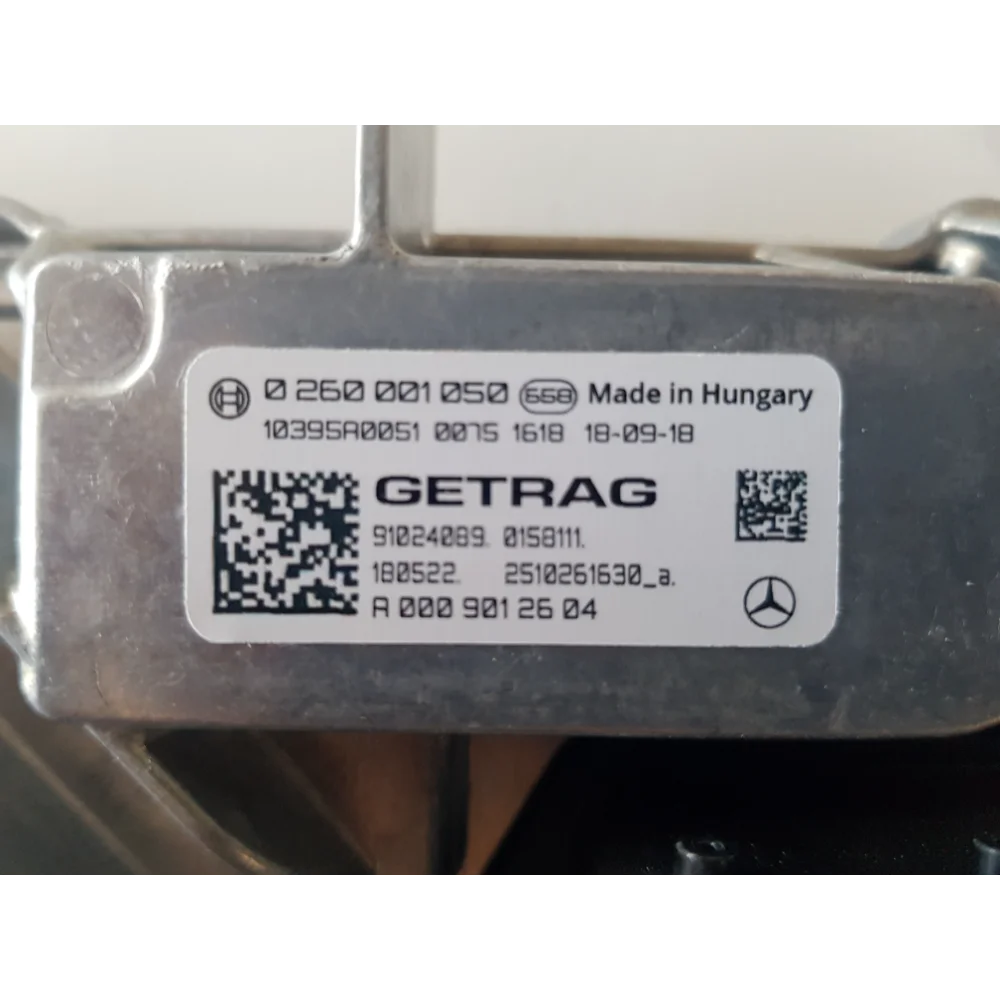 0 260 001 050 668 Made in Hungary
10395A0051 0075 1618 18-09-18
GETRAG
91024089. 0158111.
180522. 2510261630_a.
A 000 901 26 04